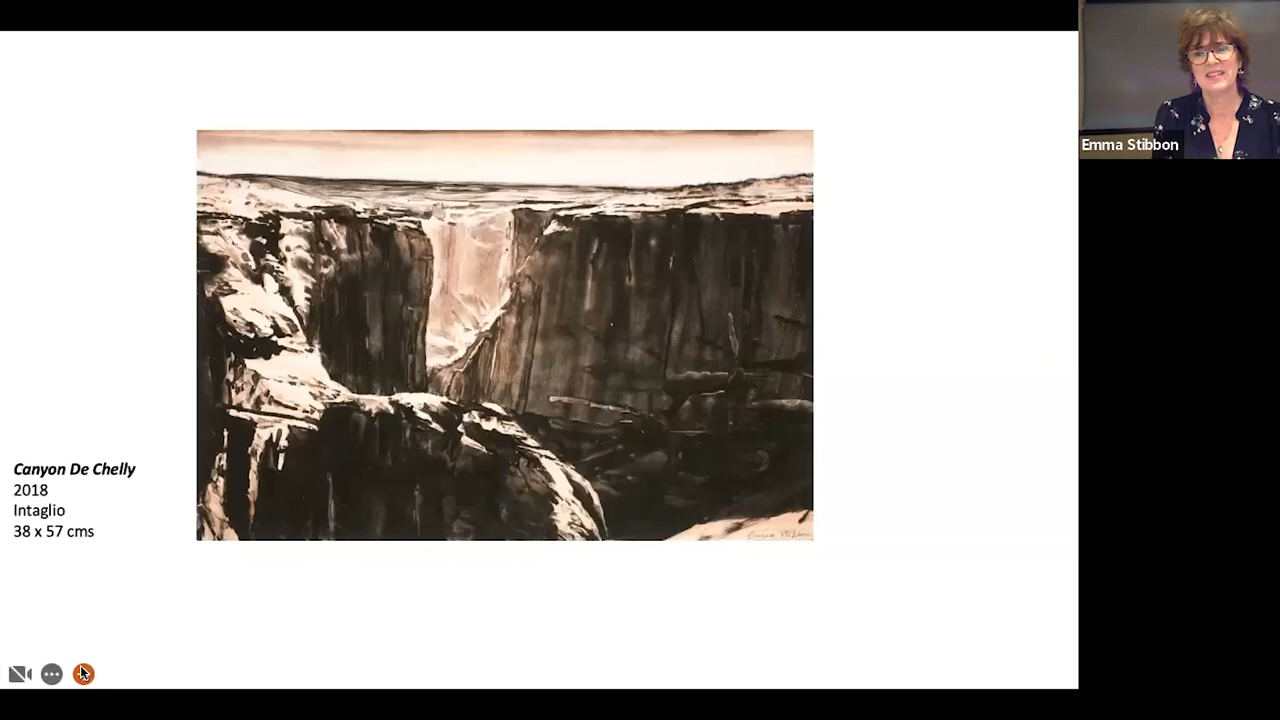 Emma Stibbon
Canyon De Chelly
2018
Intaglio
38 x 57 cms